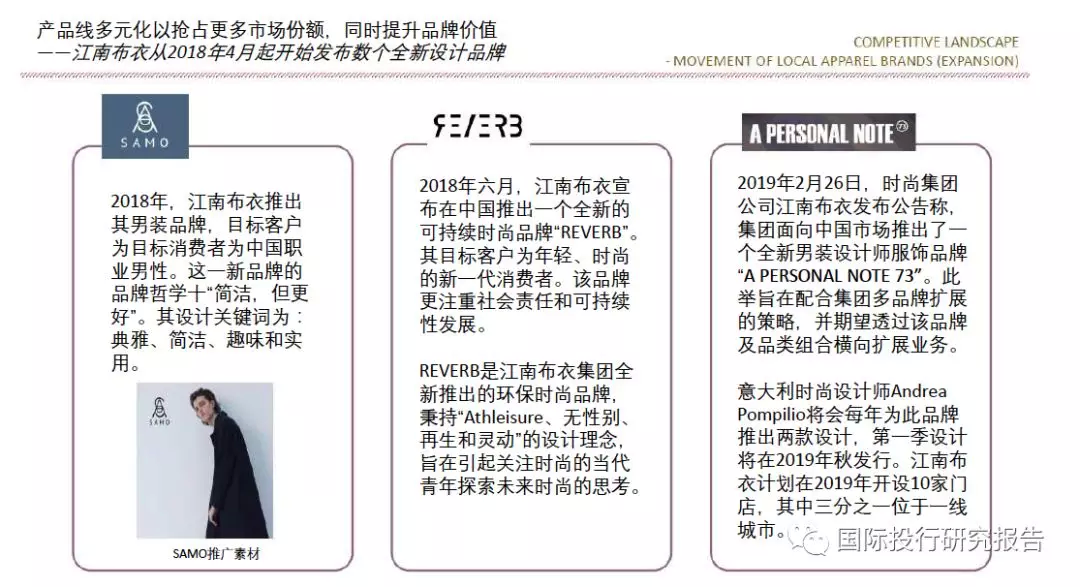 产品线多元化以抢占更多市场份额，同时提升品牌价值
——江南布衣从2018年4月起开始发布数个全新设计品牌
COMPETITIVE LANDSCAPE
- MOVEMENT OF LOCAL APPAREL BRANDS (EXPANSION)
SAMO
2018年，江南布衣推出
其男装品牌，目标客户
为目标消费者为中国职
业男性。这一新品牌的
品牌哲学十“简洁，但更
好”。其设计关键词为：
典雅、简洁、趣味和实
用。
SAMO
SAMO推广素材
REVERB
2018年六月，江南布衣宣
布在中国推出一个全新的
可持续时尚品牌“REVERB”。
其目标客户为年轻、时尚
的新一代消费者。该品牌
更注重社会责任和可持续
性发展。
REVERB是江南布衣集团全
新推出的环保时尚品牌，
秉持“Athleisure、无性别、
再生和灵动”的设计理念，
旨在引起关注时尚的当代
青年探索未来时尚的思考。
A PERSONAL NOTE 73
2019年2月26日，时尚集团
公司江南布衣发布公告称，
集团面向中国市场推出了一
个全新男装设计师服饰品牌
“A PERSONAL NOTE 73”。此
举旨在配合集团多品牌扩展
的策略，并期望透过该品牌
及品类组合横向扩展业务。
意大利时尚设计师Andrea
Pompilio将会每年为此品牌
推出两款设计，第一季设计
将在2019年秋发行。江南布
衣计划在2019年开设10家门
店，其中三分之一位于一线
城市。
国际投行研究报告